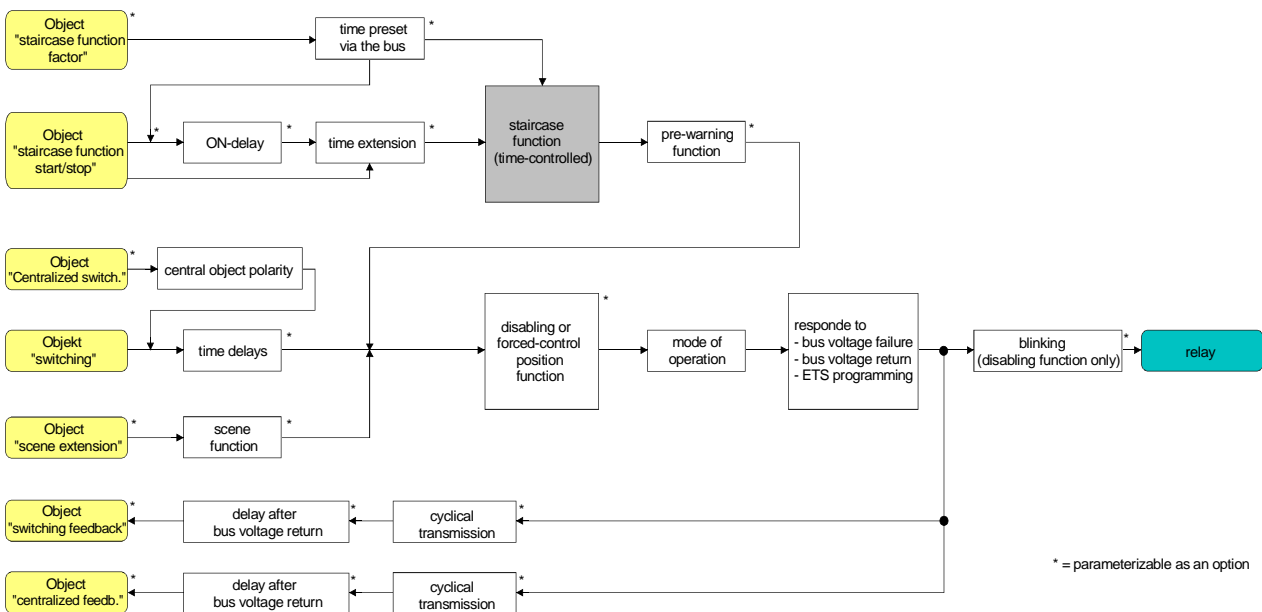 Object
"staircase function
factor"
*
time preset
via the bus
*
Object
"staircase function
start/stop"
*
ON-delay
*
time extension
*
staircase
function
(time-controlled)
pre-warning
function
*
Object
"Centralized switch."
*
central object polarity
Objekt
"switching"
*
time delays
*
disabling or
forced-control
position
function
*
mode of
operation
responde to
- bus voltage failure
- bus voltage return
- ETS programming
blinking
(disabling function only)
*
relay
Object
"scene extension"
*
scene
function
*
Object
"switching feedback"
*
delay after
bus voltage return
*
cyclical
transmission
*
Object
"centralized feedb."
*
delay after
bus voltage return
*
cyclical
transmission
*
* = parameterizable as an option